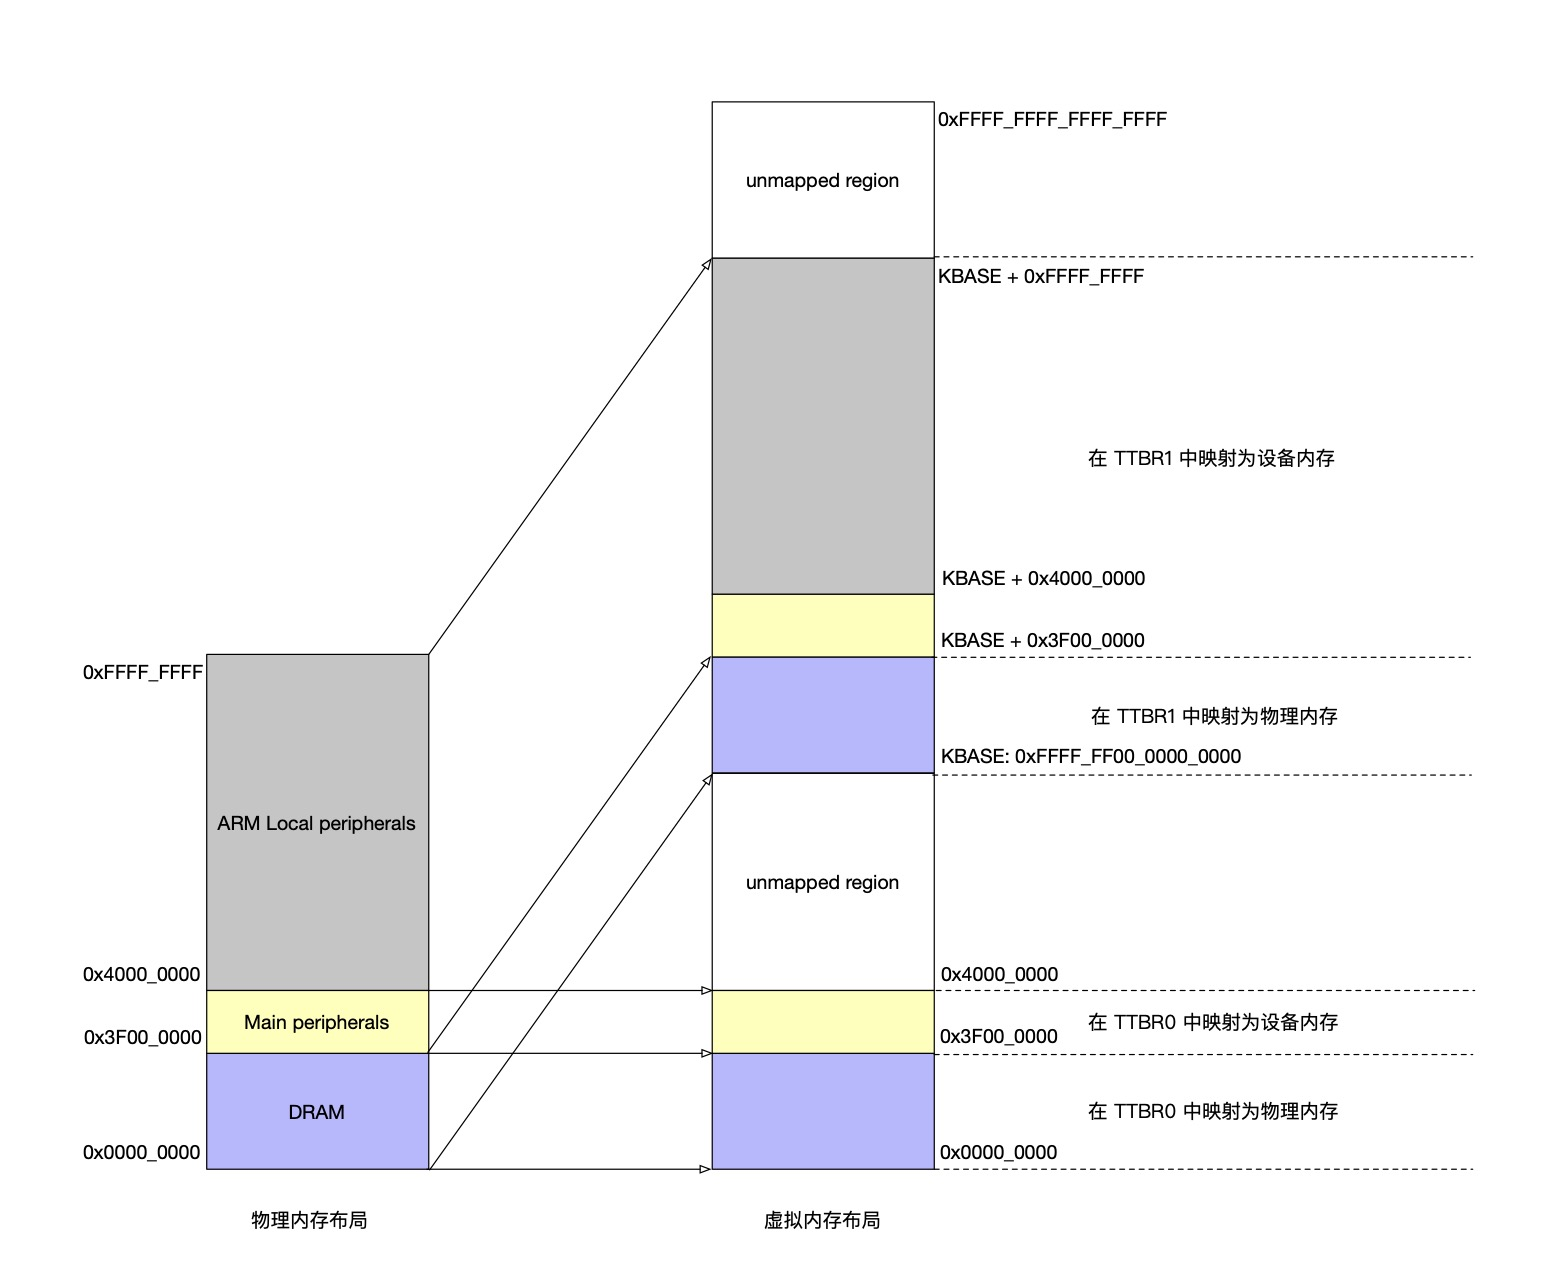 0xFFFF_FFFF_FFFF_FFFF
unmapped region
KBASE + 0xFFFF_FFFF
在 TTBR1 中映射为设备内存
KBASE + 0x4000_0000
KBASE + 0x3F00_0000
0xFFFF_FFFF
在 TTBR1 中映射为物理内存
KBASE: 0xFFFF_FF00_0000_0000
ARM Local peripherals
unmapped region
0x4000_0000
0x4000_0000
Main peripherals
在 TTBR0 中映射为设备内存
0x3F00_0000
0x3F00_0000
DRAM
在 TTBR0 中映射为物理内存
0x0000_0000
0x0000_0000
物理内存布局
虚拟内存布局